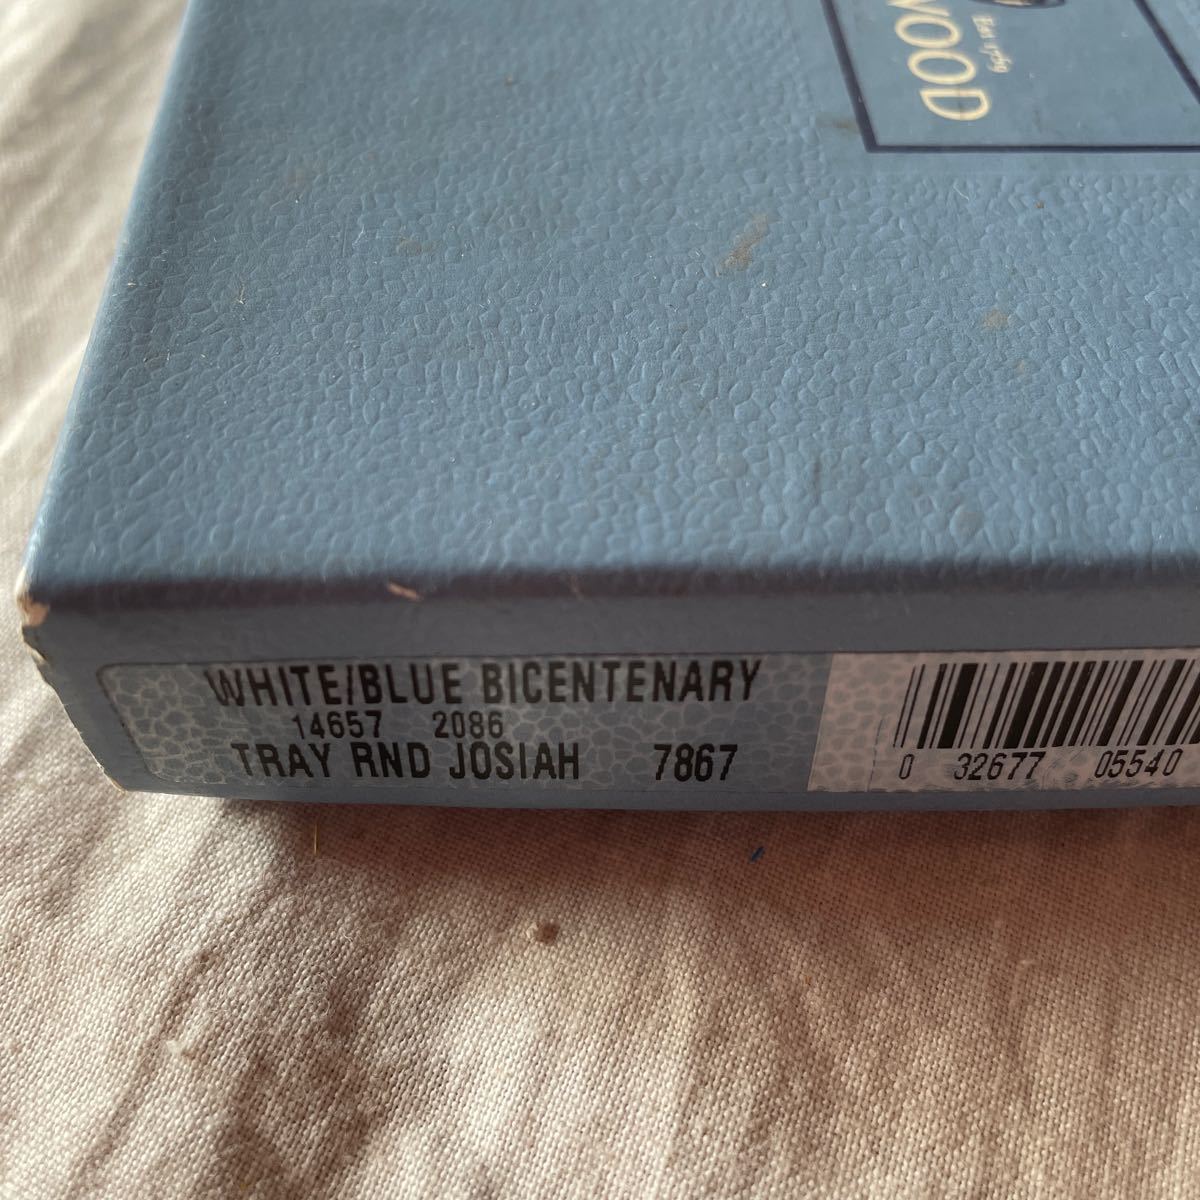 WOOD
Est 1759
WHITE/BLUE BICENTENARY
14657 2086
TRAY RND JOSIAH 7867
0 32677 05540